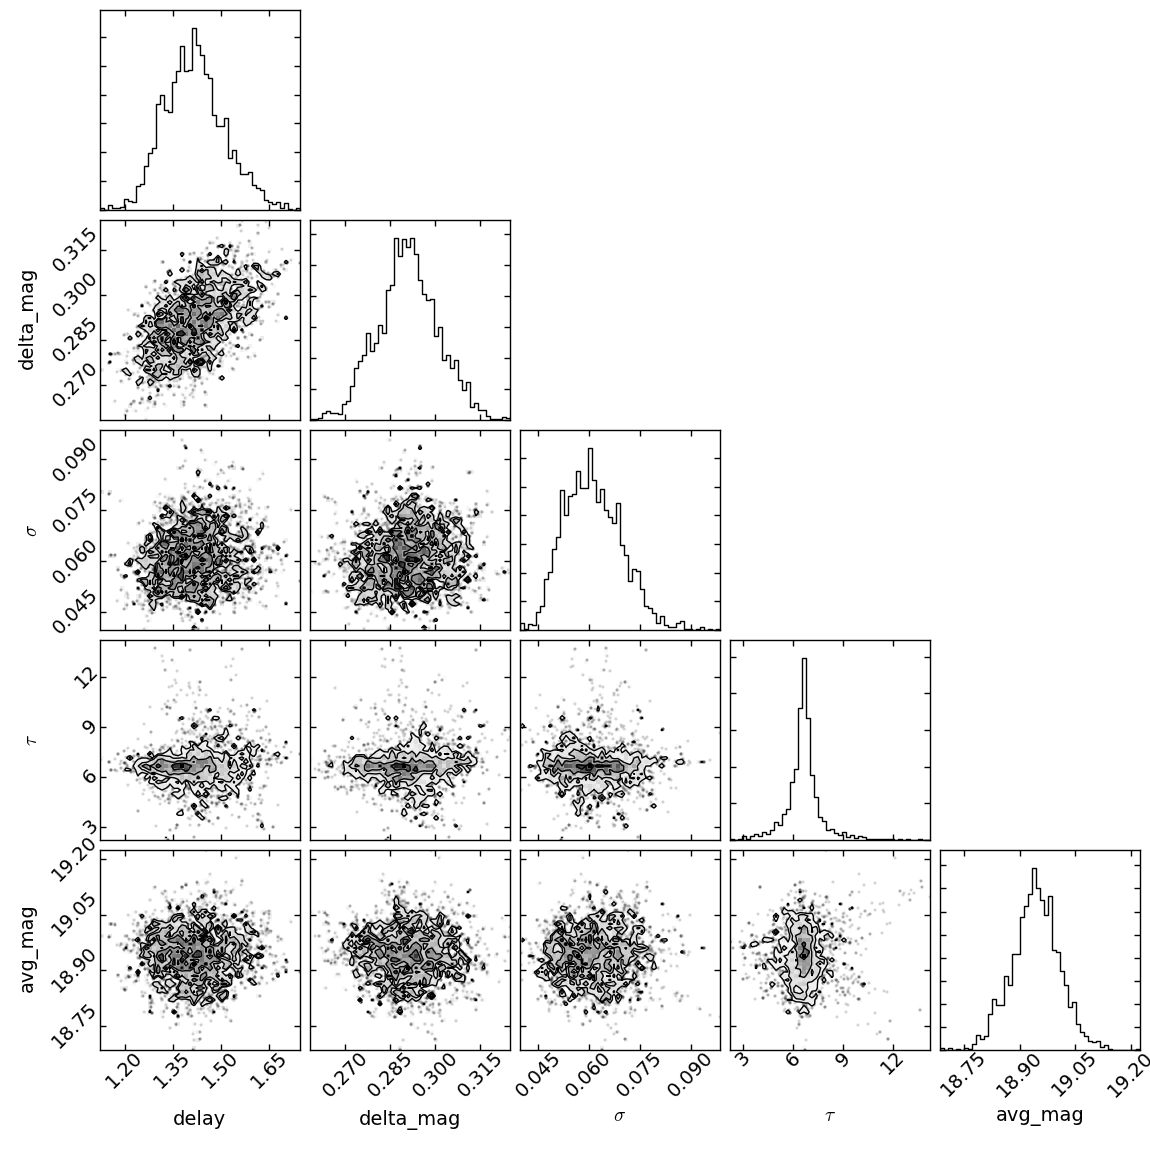 delta_mag
0.315
0.300
0.285
0.270
σ
0.090
0.075
0.060
0.045
τ
12
9
6
3
avg_mag
19.20
19.05
18.90
18.75
1.20 1.35 1.50 1.65
0.270 0.285 0.300 0.315
0.045 0.060 0.075 0.090
3 6 9 12
18.75 18.90 19.05 19.20
delay
delta_mag
σ
τ
avg_mag